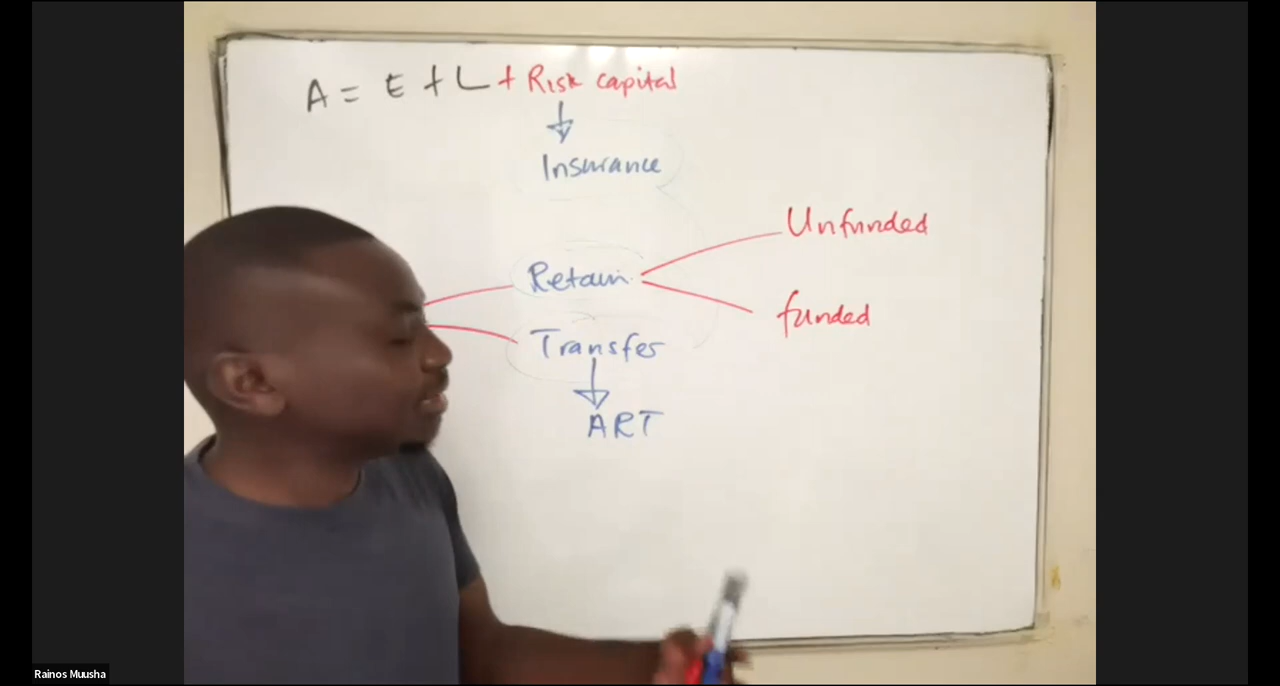 A = E + L + Risk capital
Insurance
Unfunded
Retain
funded
Transfer
ART
Rainos Muusha